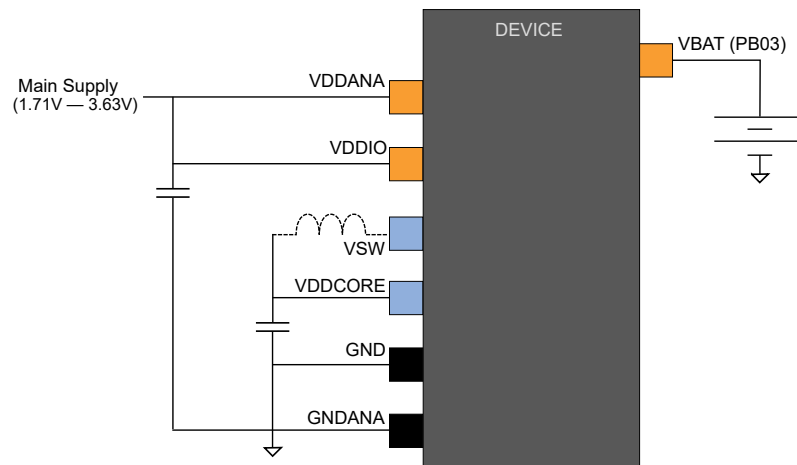 DEVICE
VBAT (PB03)
VDDANA
Main Supply
(1.71V — 3.63V)
VDDIO
VSW
VDDCORE
GND
GNDANA